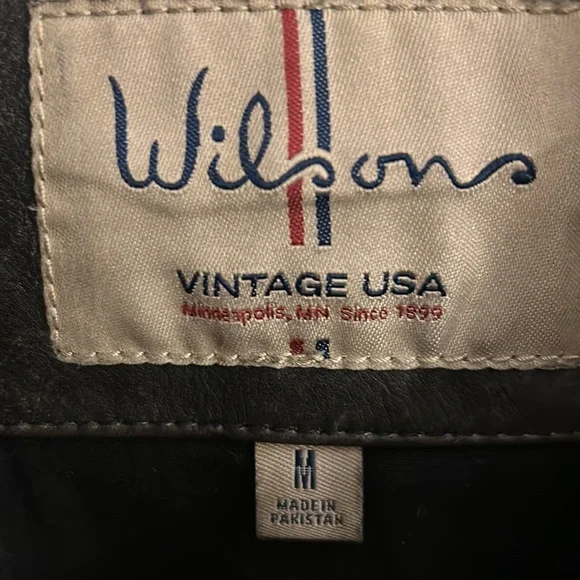 Wilsons
VINTAGE USA
Minneapolis, MN Since 1899
M
MADE IN
PAKISTAN